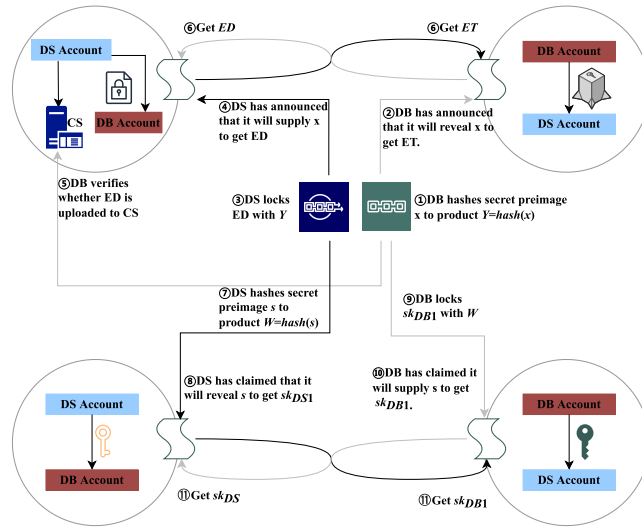 ⑥Get ED
⑥Get ET
DS Account
CS
DB Account
④DS has announced
that it will supply x
to get ED
②DB has announced
that it will reveal x to
get ET.
DB Account
DS Account
⑤DB verifies
whether ED is
uploaded to CS
③DS locks
ED with Y
①DB hashes secret preimage
x to product Y=hash(x)
⑦DS hashes secret
preimage s to
product W=hash(s)
⑨DB locks
skDB1 with W
⑧DS has claimed that it
will reveal s to get skDS1
⑩DB has claimed it
will supply s to get
skDB1.
DS Account
DB Account
DB Account
DS Account
⑪Get skDS
⑪Get skDB1